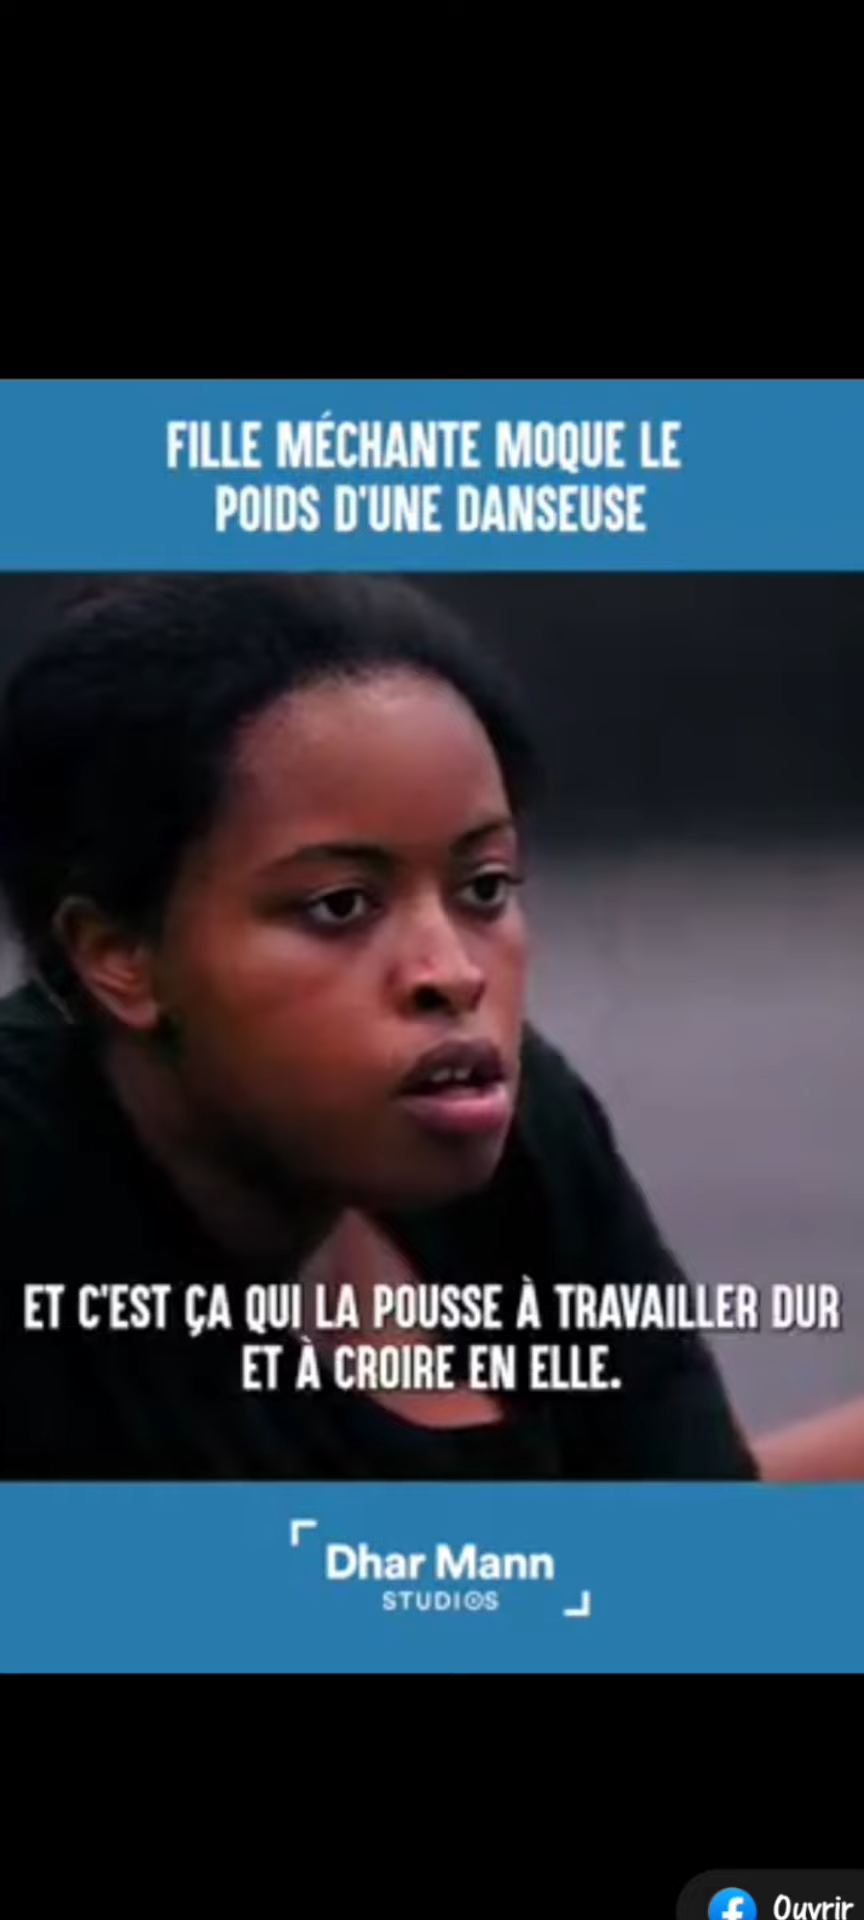 FILLE MÉCHANTE MOQUE LE
POIDS D'UNE DANSEUSE
ET C'EST ÇA QUI LA POUSSE À TRAVAILLER DUR
ET À CROIRE EN ELLE.
Dhar Mann
STUDIOS
Ouvrir